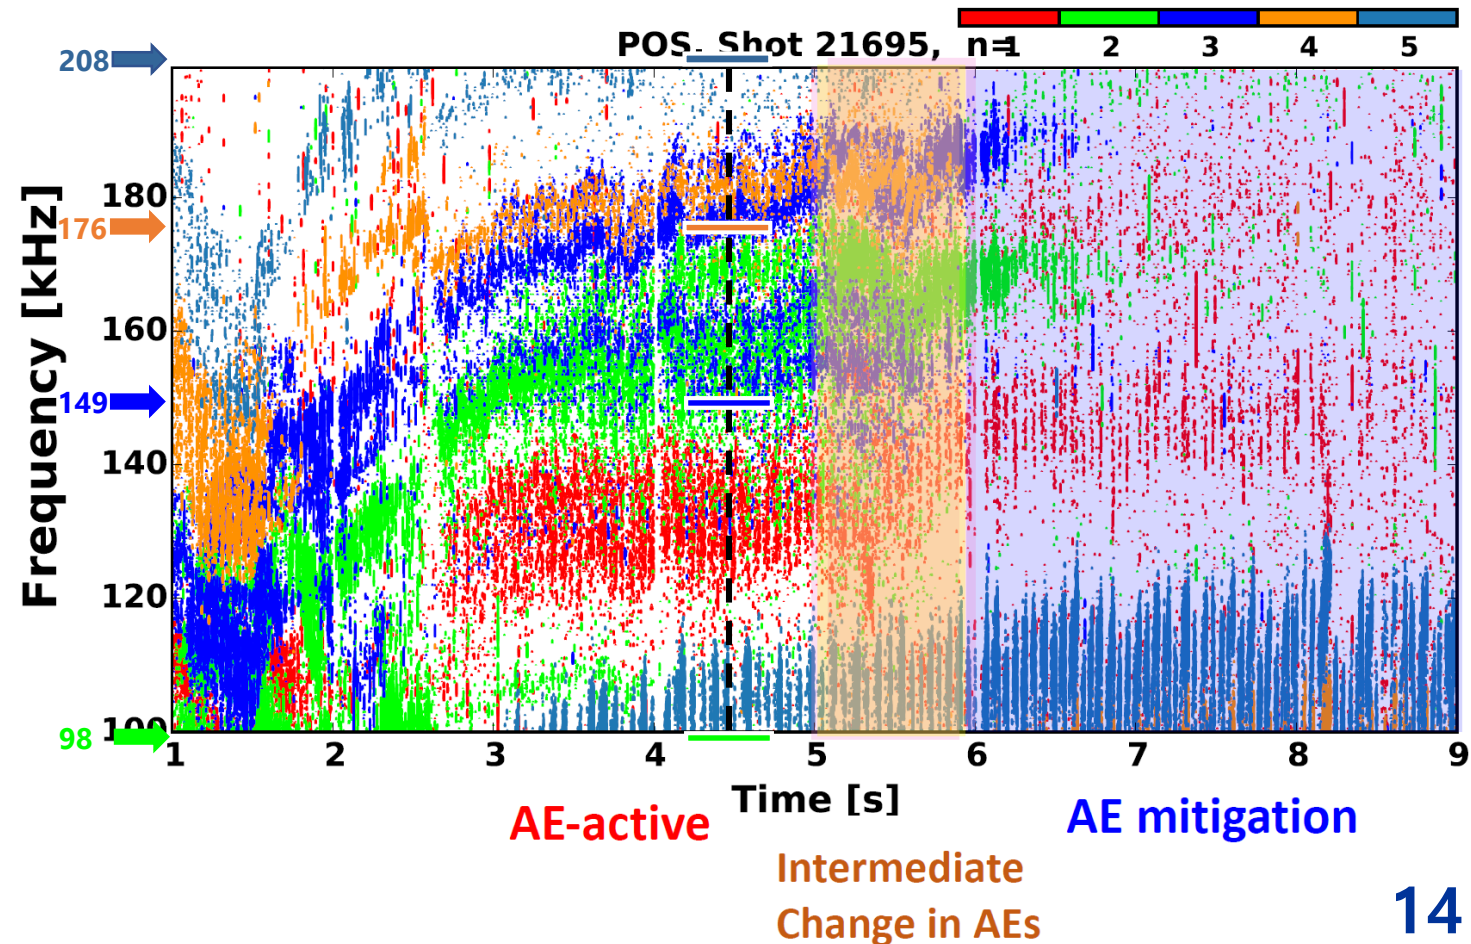 POS, Shot 21695, n=1 2 3 4 5
208
180
176
160
149
140
120
100
98
Frequency [kHz]
1 2 3 4 5 6 7 8 9
Time [s]
AE-active
AE mitigation
Intermediate
Change in AEs
14